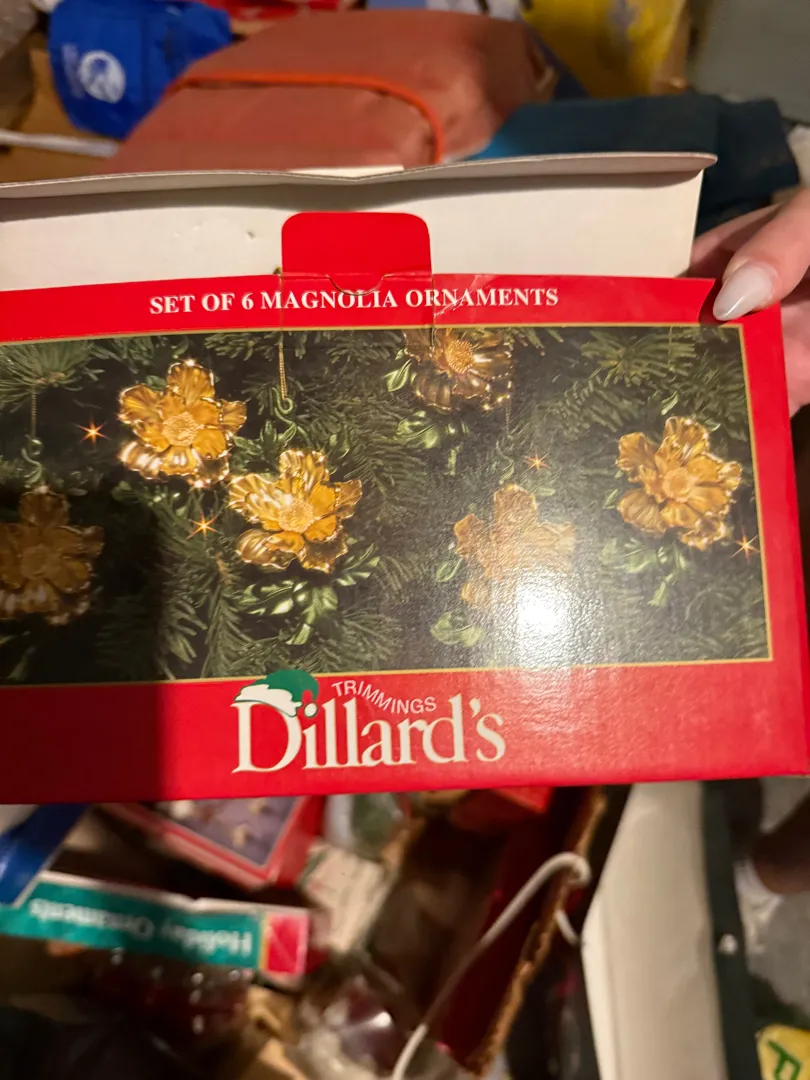 SET OF 6 MAGNOLIA ORNAMENTS
TRIMMINGS
Dillard's
Holiday Ornaments